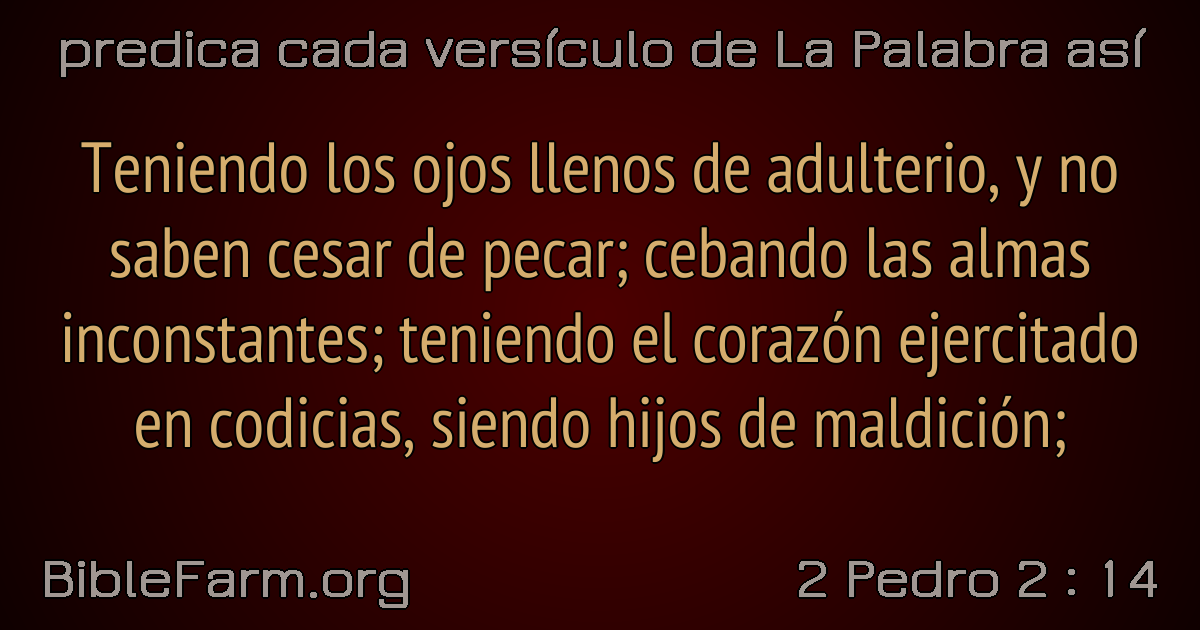 predica cada versículo de La Palabra así
Teniendo los ojos llenos de adulterio, y no
saben cesar de pecar; cebando las almas
inconstantes; teniendo el corazón ejercitado
en codicias, siendo hijos de maldición;
BibleFarm.org
2 Pedro 2 : 14